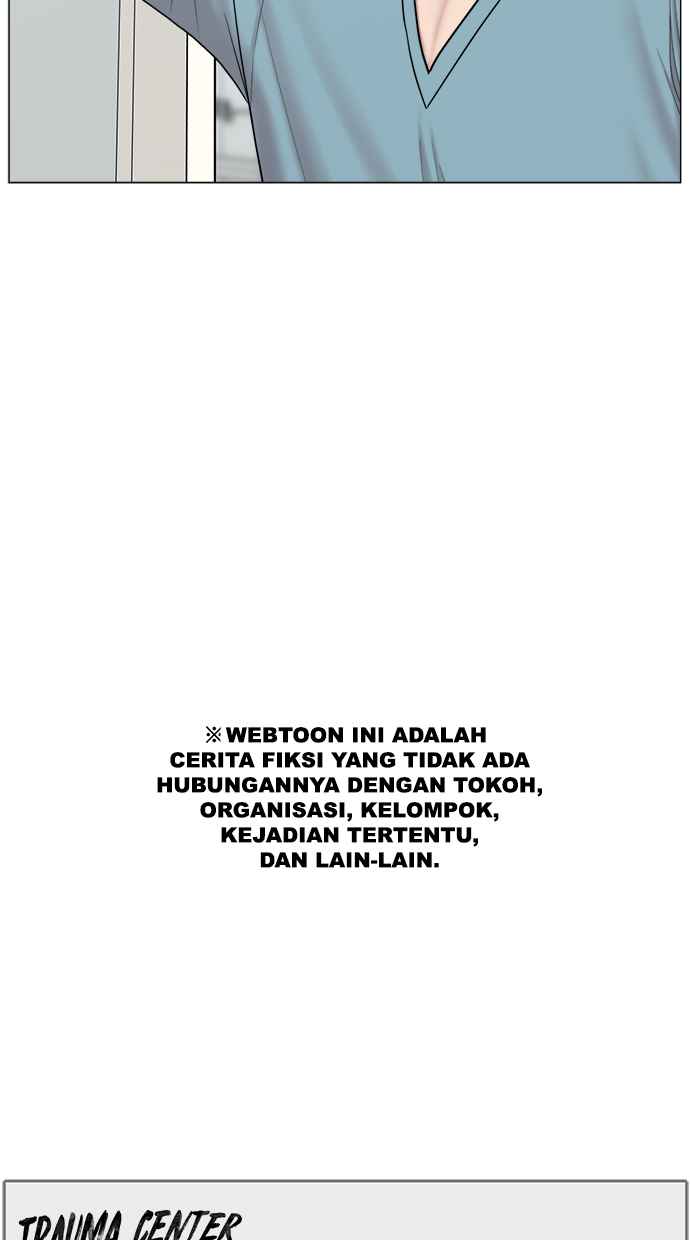 ※WEBTOON INI ADALAH
CERITA FIKSI YANG TIDAK ADA
HUBUNGANNYA DENGAN TOKOH,
ORGANISASI, KELOMPOK,
KEJADIAN TERTENTU,
DAN LAIN-LAIN.
TRAUMA CENTER